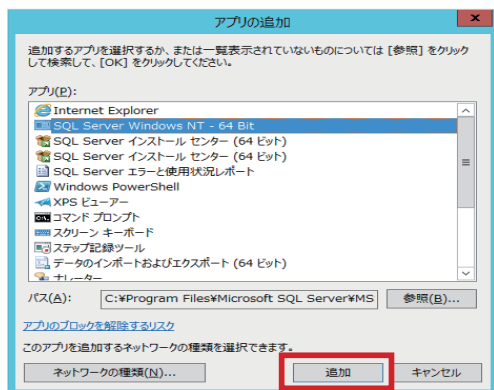 アプリの追加
x
追加するアプリを選択するか、または一覧表示されていないものについては [参照] をクリック
して検索して、[OK] をクリックしてください。
アプリ(P):
Internet Explorer
SQL Server Windows NT - 64 Bit
SQL Server インストール センター (64 ビット)
SQL Server インストール センター (64 ビット)
SQL Server エラーと使用状況レポート
Windows PowerShell
XPS ビューアー
コマンド プロンプト
スクリーン キーボード
ステップ記録ツール
データのインポートおよびエクスポート (64 ビット)
ナレーター
パス(A): C:¥Program Files¥Microsoft SQL Server¥MS 参照(B)...
アプリのブロックを解除するリスク
このアプリを追加するネットワークの種類を選択できます。
ネットワークの種類(N)... 追加 キャンセル